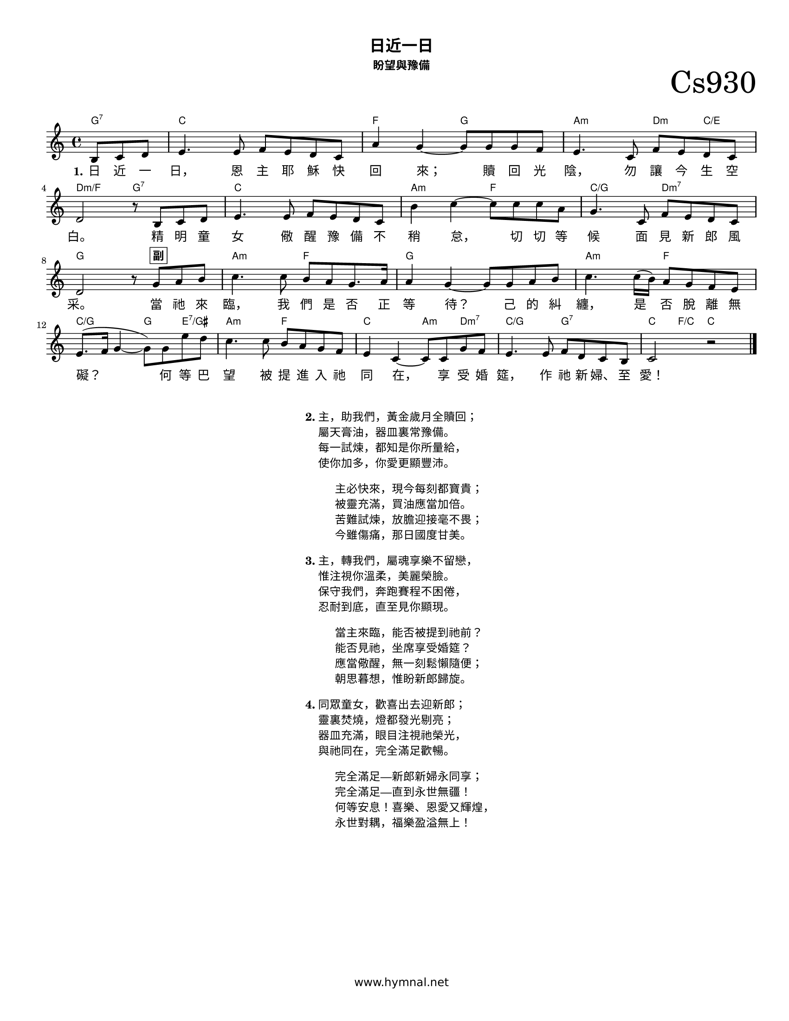 日近一日
盼望與豫備
Cs930
G7 C F G Am Dm C/E
1. 日 近 一 日， 恩 主 耶 穌 快 回 來； 贖 回 光 陰， 勿 讓 今 生 空
4 Dm/F G7 C Am F C/G Dm7
白。 精 明 童 女 儆 醒 豫 備 不 稍 怠， 切 切 等 候 面 見 新 郎 風
8 G 副 Am F G Am F
采。 當 祂 來 臨， 我 們 是 否 正 等 待？ 己 的 糾 纏， 是 否 脫 離 無
12 C/G G E7/G♯ Am F C Am Dm7 C/G G7 C F/C C
礙？ 何 等 巴 望 被 提 進 入 祂 同 在， 享 受 婚 筵， 作 祂 新 婦、 至 愛！
2. 主，助我們，黃金歲月全贖回；
屬天膏油，器皿裏常豫備。
每一試煉，都知是你所量給，
使你加多，你愛更顯豐沛。
主必快來，現今每刻都寶貴；
被靈充滿，買油應當加倍。
苦難試煉，放膽迎接毫不畏；
今雖傷痛，那日國度甘美。
3. 主，轉我們，屬魂享樂不留戀，
惟注視你溫柔，美麗榮臉。
保守我們，奔跑賽程不困倦，
忍耐到底，直至見你顯現。
當主來臨，能否被提到祂前？
能否見祂，坐席享受婚筵？
應當儆醒，無一刻鬆懶隨便；
朝思暮想，惟盼新郎歸旋。
4. 同眾童女，歡喜出去迎新郎；
靈裏焚燒，燈都發光剔亮；
器皿充滿，眼目注視祂榮光，
與祂同在，完全滿足歡暢。
完全滿足—新郎新婦永同享；
完全滿足—直到永世無疆！
何等安息！喜樂、恩愛又輝煌，
永世對耦，福樂盈溢無上！
www.hymnal.net